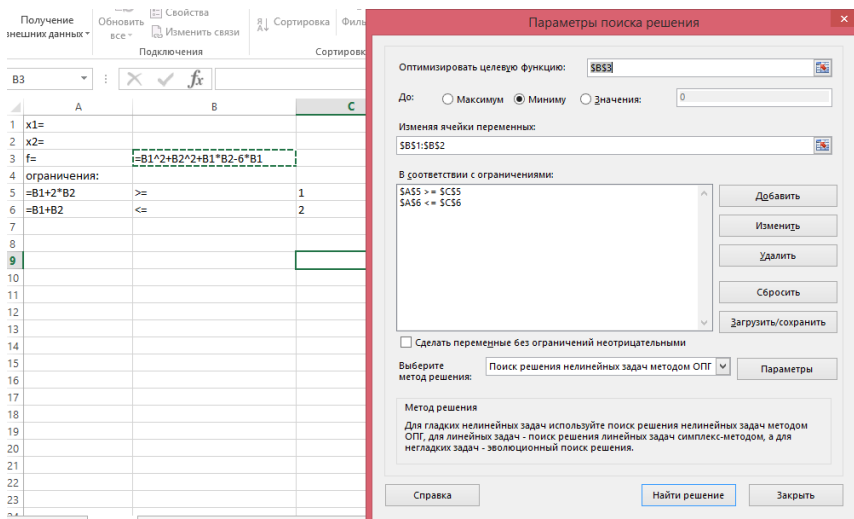 Свойства
Получение
Обновить
Изменить связи
Сортировка
все
Подключения
Параметры поиска решения
B3
fx
A B C
1 x1=
2 x2=
3 f= =B1^2+B2^2+B1*B2-6*B1
4 ограничения:
5 =B1+2*B2 >= 1
6 =B1+B2 <= 2
7
8
9
10
11
12
13
14
15
16
17
18
19
20
21
22
23
Оптимизировать целевую функцию: $B$3
До: Максимум Миниму Значения: 0
Изменяя ячейки переменных:
$B$1:$B$2
В соответствии с ограничениями:
$A$5 >= $C$5
$A$6 <= $C$6
Добавить
Изменить
Удалить
Сбросить
Загрузить/сохранить
Сделать переменные без ограничений неотрицательными
Выберите
метод решения:
Поиск решения нелинейных задач методом ОПГ
Параметры
Метод решения
Для гладких нелинейных задач используйте поиск решения нелинейных задач методом
ОПГ, для линейных задач - поиск решения линейных задач симплекс-методом, а для
негладких задач - эволюционный поиск решения.
Справка
Найти решение
Закрыть